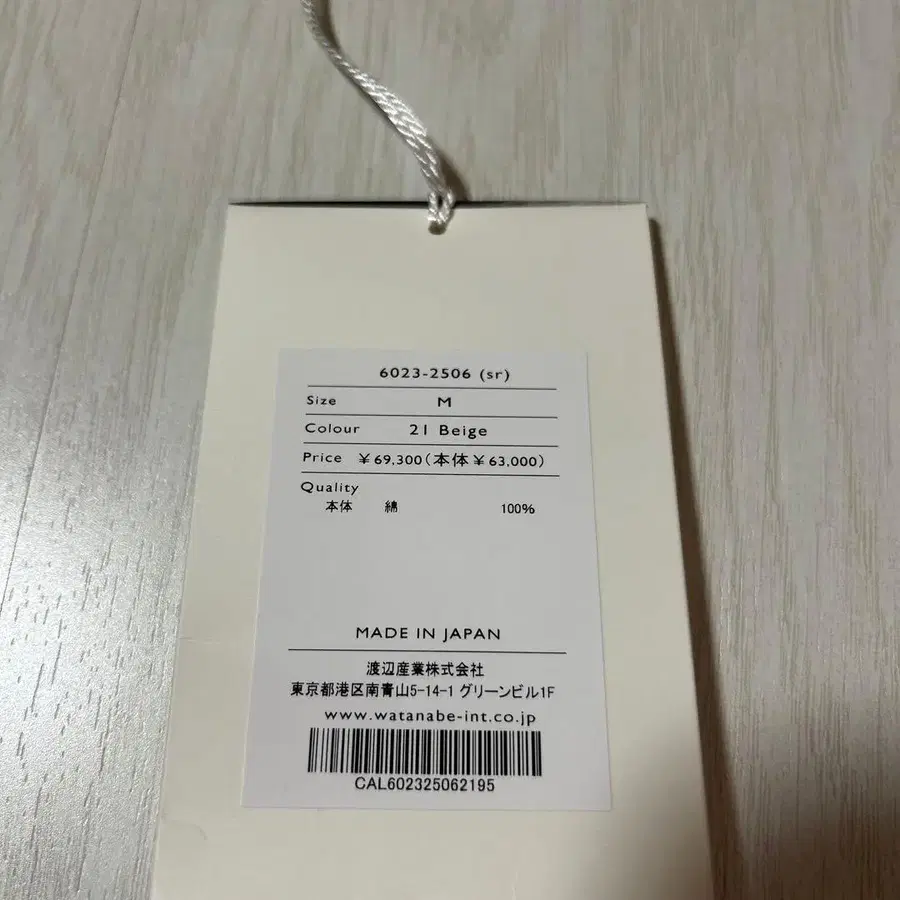 6023-2506 (sr)
Size M
Colour 21 Beige
Price ¥69,300(本体¥63,000)
Quality
本体 綿 100%
MADE IN JAPAN
渡辺産業株式会社
東京都港区南青山5-14-1 グリーンビル1F
www.watanabe-int.co.jp
CAL602325062195